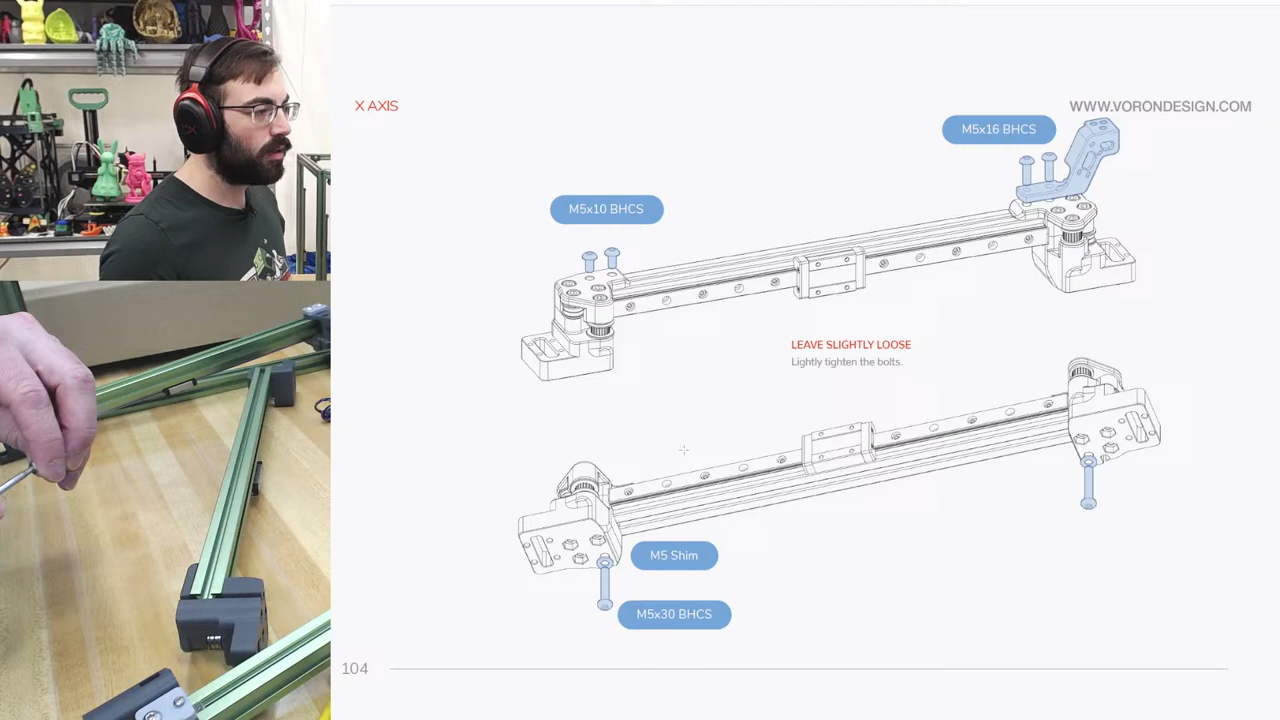 X AXIS
WWW.VORONDESIGN.COM
M5x16 BHCS
M5x10 BHCS
LEAVE SLIGHTLY LOOSE
Lightly tighten the bolts.
M5 Shim
M5x30 BHCS
104